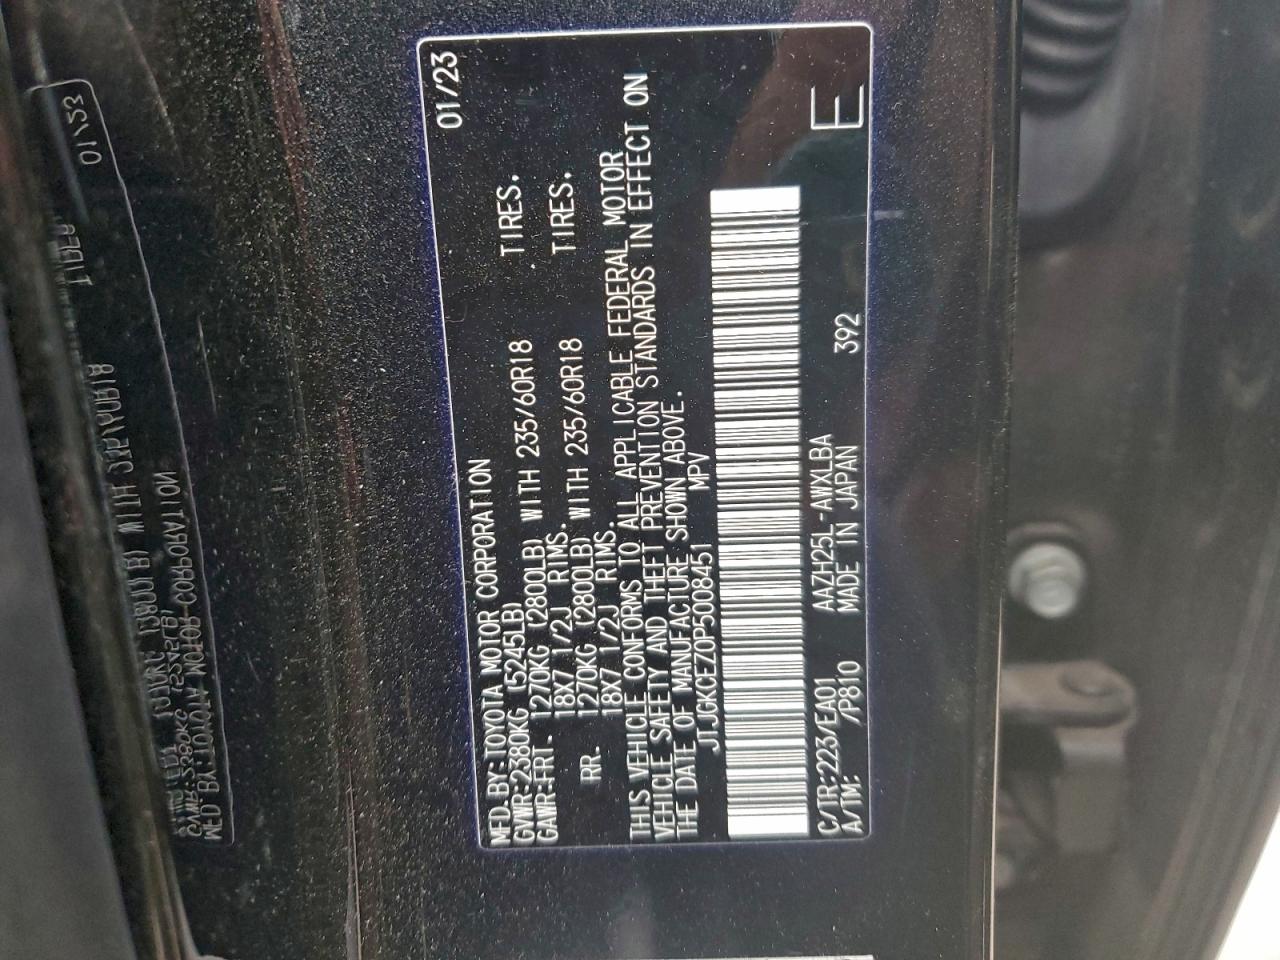 01/23
MFD.BY:TOYOTA MOTOR CORPORATION
GVWR:2380KG (5245LB)
GAWR:FRT. 1270KG (2800LB) WITH 235/60R18 TIRES.
18X7 1/2J RIMS.
RR. 1270KG (2800LB) WITH 235/60R18 TIRES.
18X7 1/2J RIMS.
THIS VEHICLE CONFORMS TO ALL APPLICABLE FEDERAL MOTOR
VEHICLE SAFETY AND THEFT PREVENTION STANDARDS IN EFFECT ON
THE DATE OF MANUFACTURE SHOWN ABOVE.
JTJGKCEZ0P5008451 MPV
C/TR:223/EA01 AAZH25L-AWXLBA 392 E
A/TM: /P810 MADE IN JAPAN